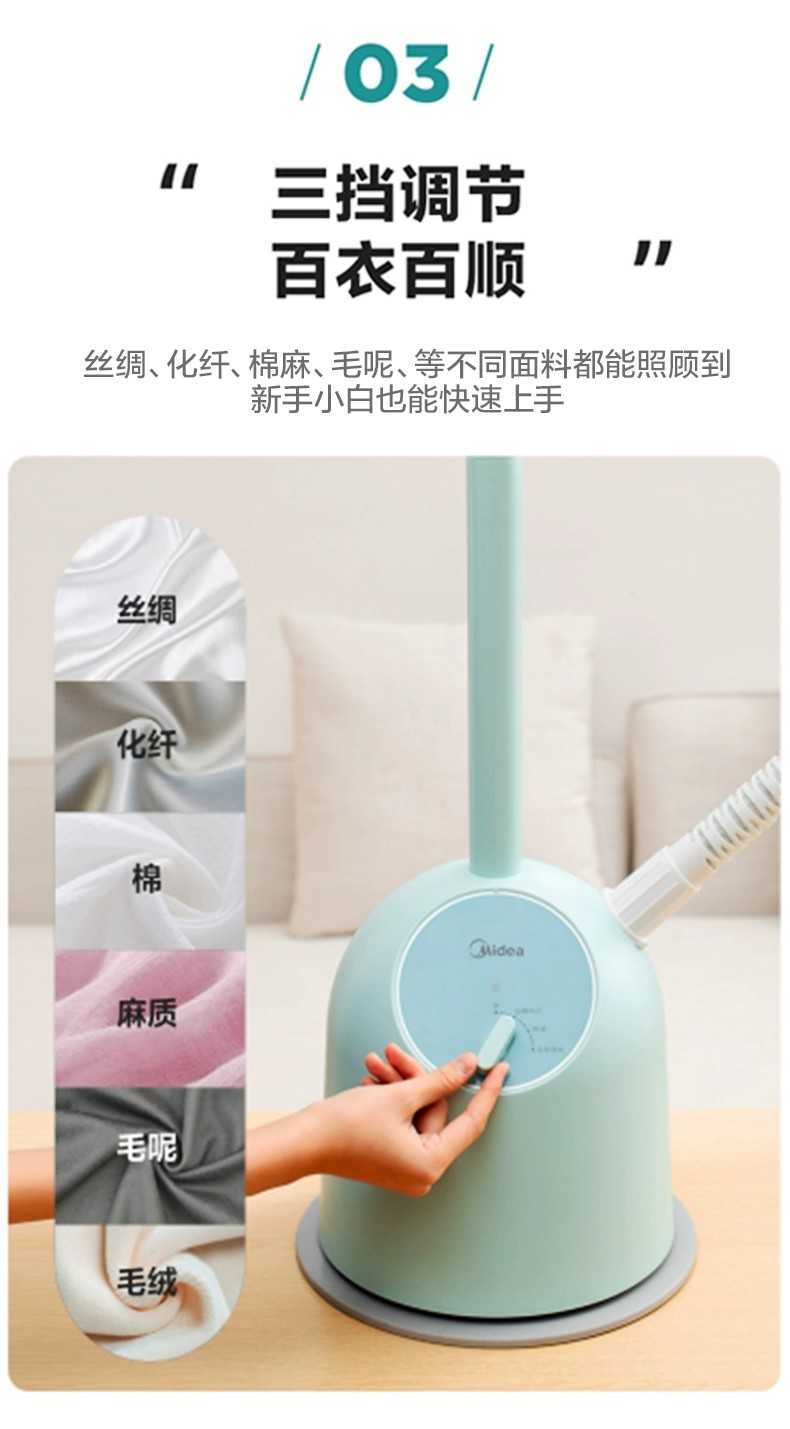 / 03 /
“ 三挡调节
百衣百顺 ”
丝绸、化纤、棉麻、毛呢、等不同面料都能照顾到
新手小白也能快速上手
丝绸
化纤
棉
麻质
毛呢
毛绒
Midea